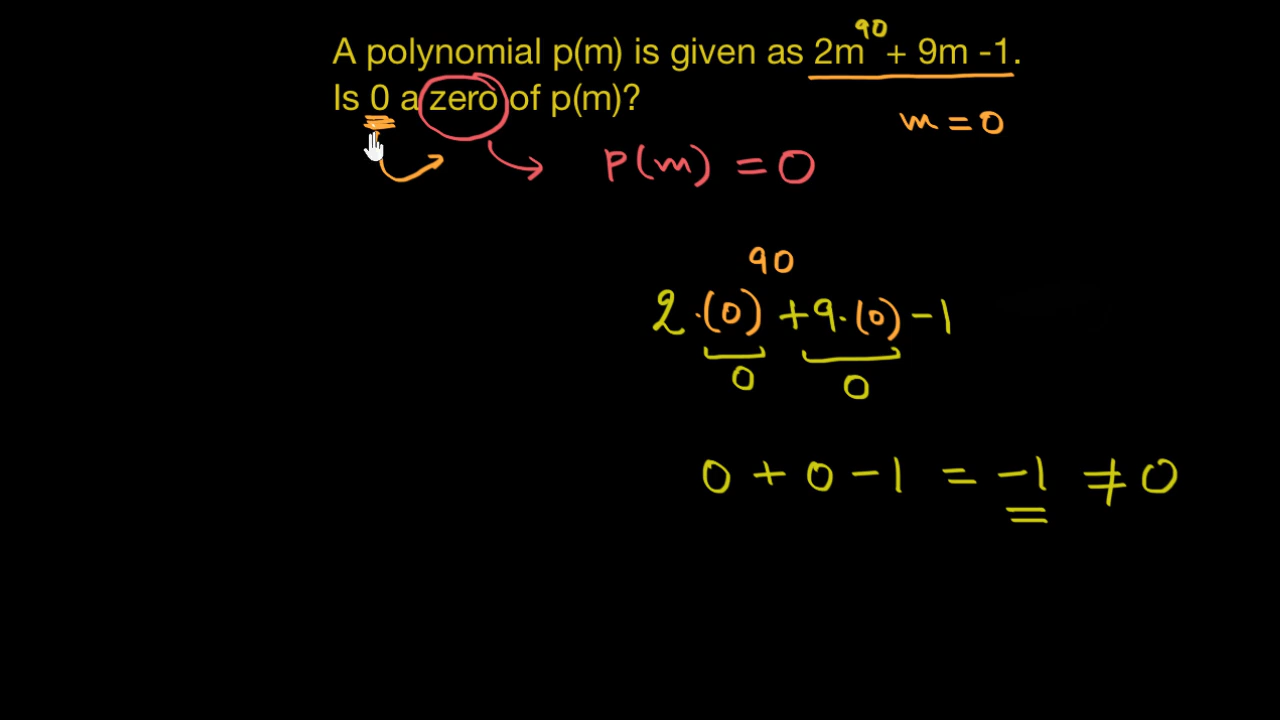 A polynomial p(m) is given as 2m⁹⁰ + 9m -1.
Is 0 a zero of p(m)?
m = 0
P(m) = 0
2·(0)⁹⁰ + 9·(0) - 1
0 0
0 + 0 - 1 = -1 ≠ 0